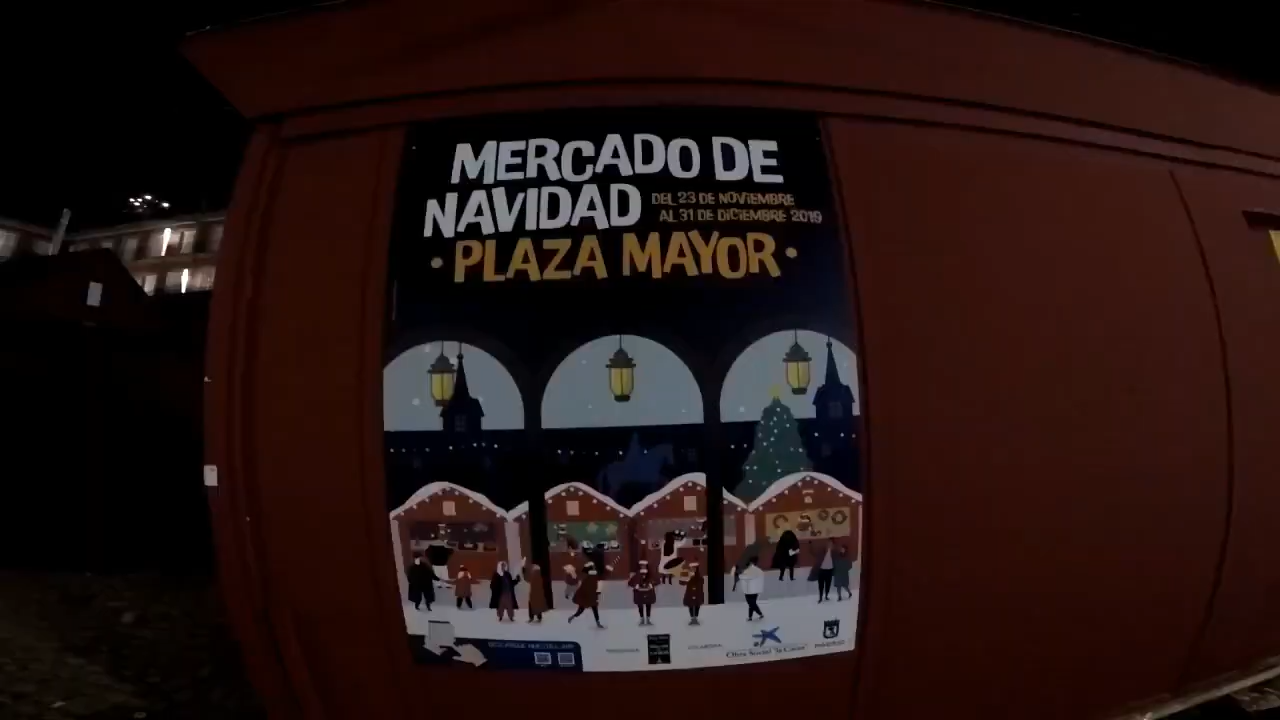 MERCADO DE
NAVIDAD
DEL 23 DE NOVIEMBRE
AL 31 DE DICIEMBRE 2019
• PLAZA MAYOR •
Obra Social "la Caixa"